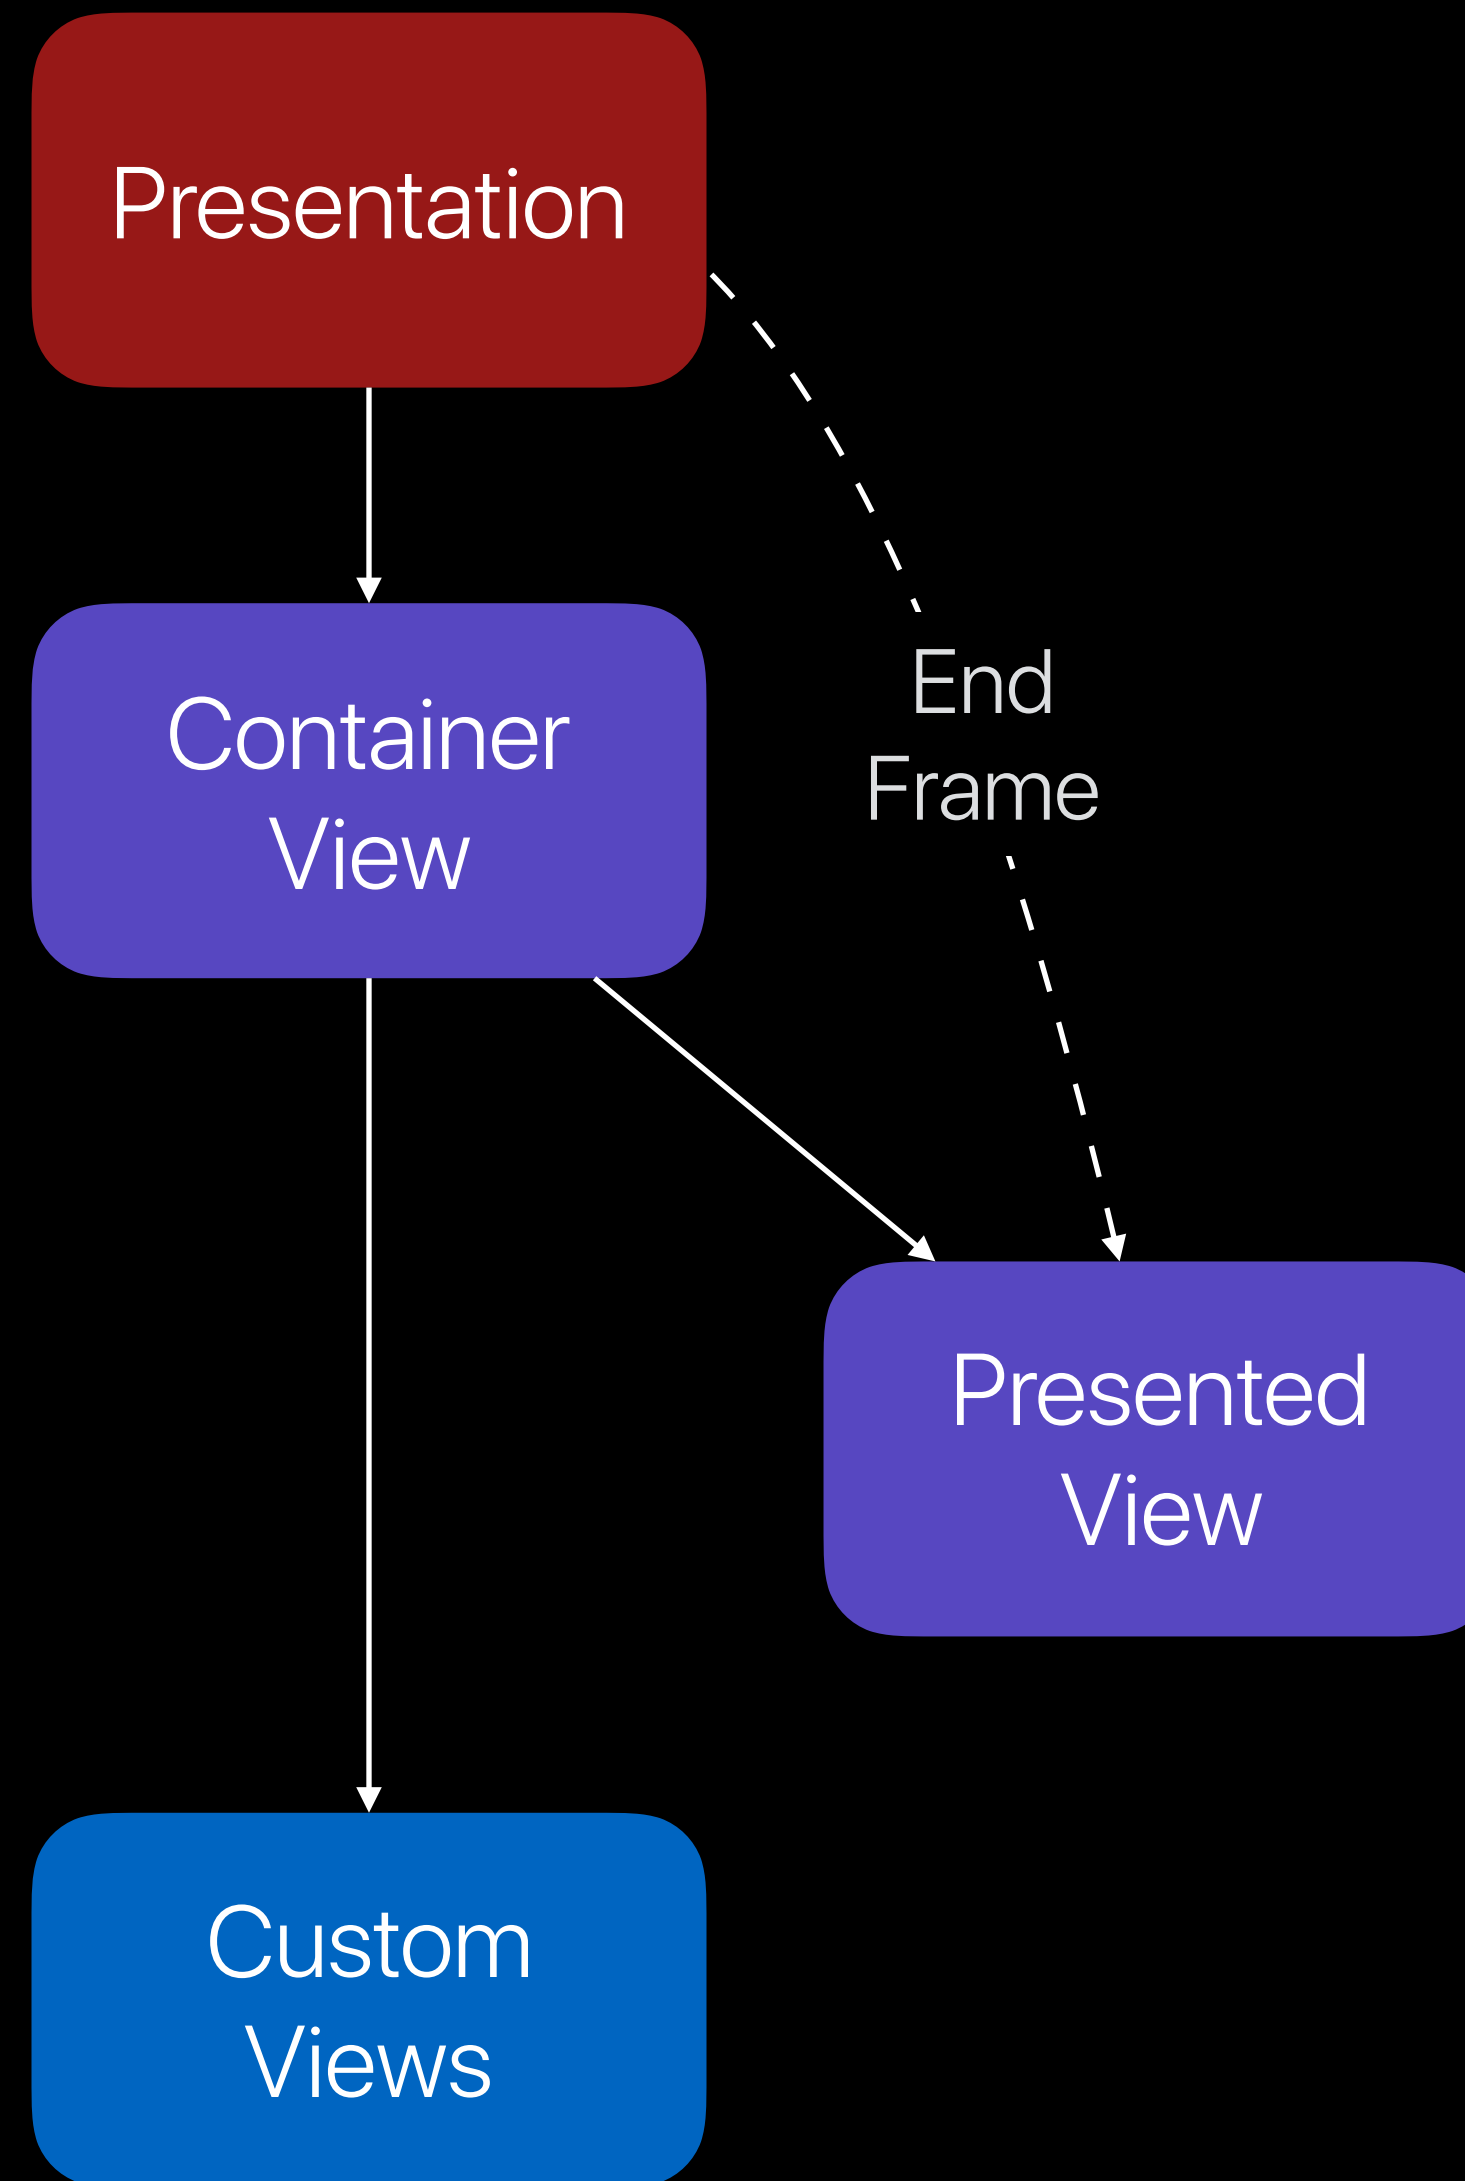 Presentation
Container
View
End
Frame
Presented
View
Custom
Views